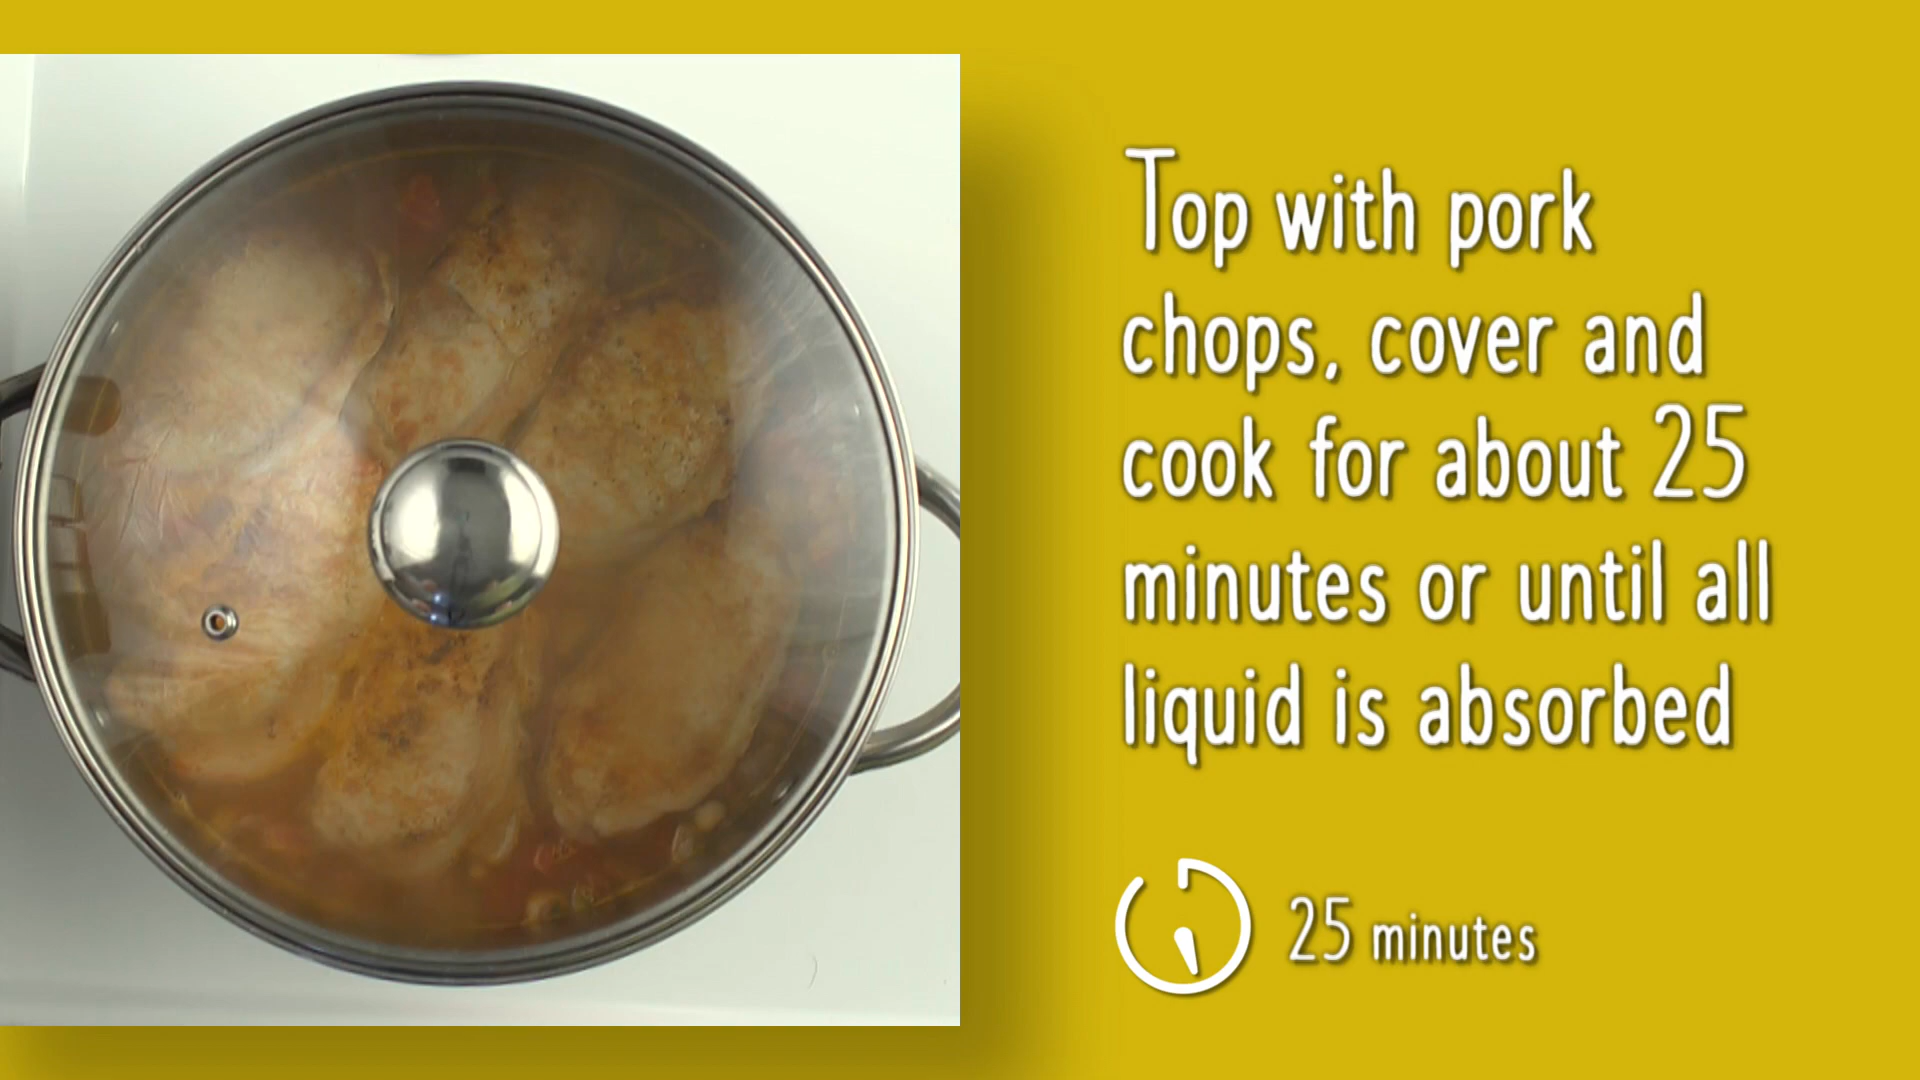 Top with pork
chops, cover and
cook for about 25
minutes or until all
liquid is absorbed
25 minutes